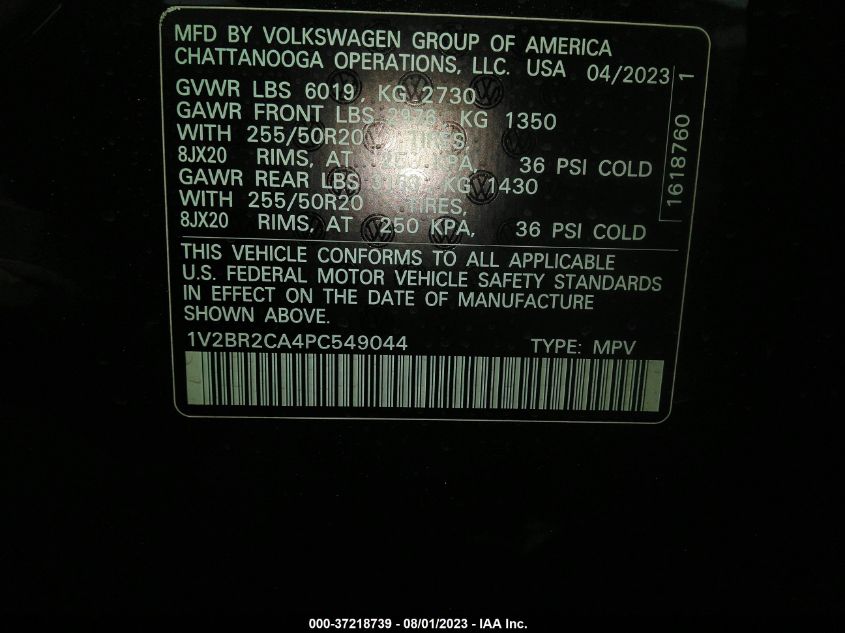 MFD BY VOLKSWAGEN GROUP OF AMERICA
CHATTANOOGA OPERATIONS, LLC. USA 04/2023
GVWR LBS 6019, KG 2730
GAWR FRONT LBS 2976, KG 1350
WITH 255/50R20 TIRES,
8JX20 RIMS, AT 250 KPA, 36 PSI COLD
GAWR REAR LBS KG 1430
WITH 255/50R20 TIRES,
8JX20 RIMS, AT 250 KPA, 36 PSI COLD
1618760 1
THIS VEHICLE CONFORMS TO ALL APPLICABLE
U.S. FEDERAL MOTOR VEHICLE SAFETY STANDARDS
IN EFFECT ON THE DATE OF MANUFACTURE
SHOWN ABOVE.
1V2BR2CA4PC549044 TYPE: MPV
000-37218739 - 08/01/2023 - IAA Inc.